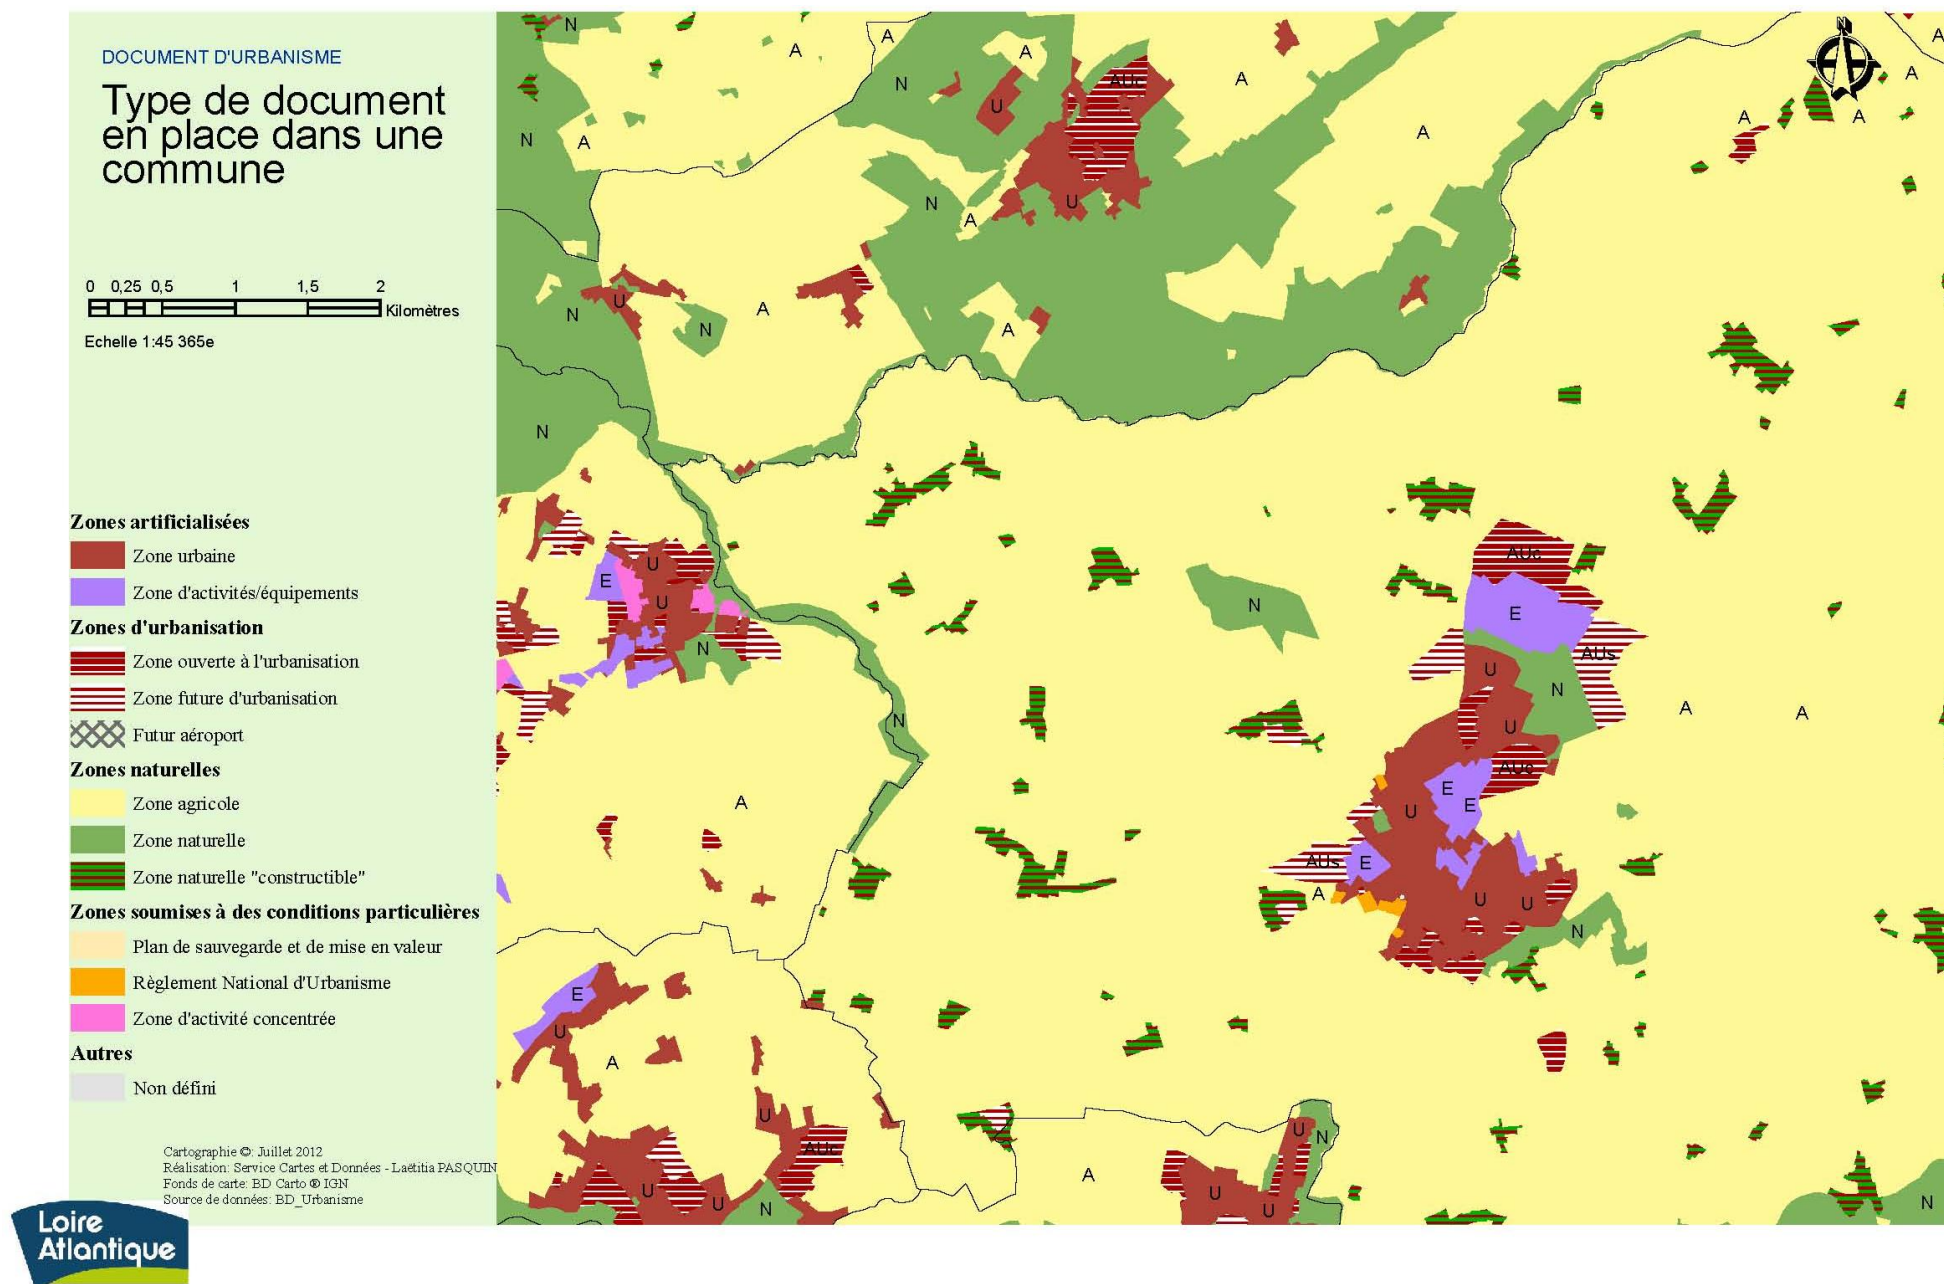 DOCUMENT D'URBANISME
Type de document
en place dans une
commune
0 0,25 0,5 1 1,5 2
Kilomètres
Echelle 1:45 365e
Zones artificialisées
Zone urbaine
Zone d'activités/équipements
Zones d'urbanisation
Zone ouverte à l'urbanisation
Zone future d'urbanisation
Futur aéroport
Zones naturelles
Zone agricole
Zone naturelle
Zone naturelle "constructible"
Zones soumises à des conditions particulières
Plan de sauvegarde et de mise en valeur
Règlement National d'Urbanisme
Zone d'activité concentrée
Autres
Non défini
Cartographie ©: Juillet 2012
Réalisation: Service Cartes et Données - Laëtitia PASQUIN
Fonds de carte: BD Carto ® IGN
Source de données: BD_Urbanisme
Loire
Atlantique
N A A A N A
N U AUc A A
N A A A A
N A U
N U N A A
N
U E U N
E U N AUs
U N A A
N U
A E E AUc U
AUs E A U U N
E U A
U AUc U N
U U N A U U N